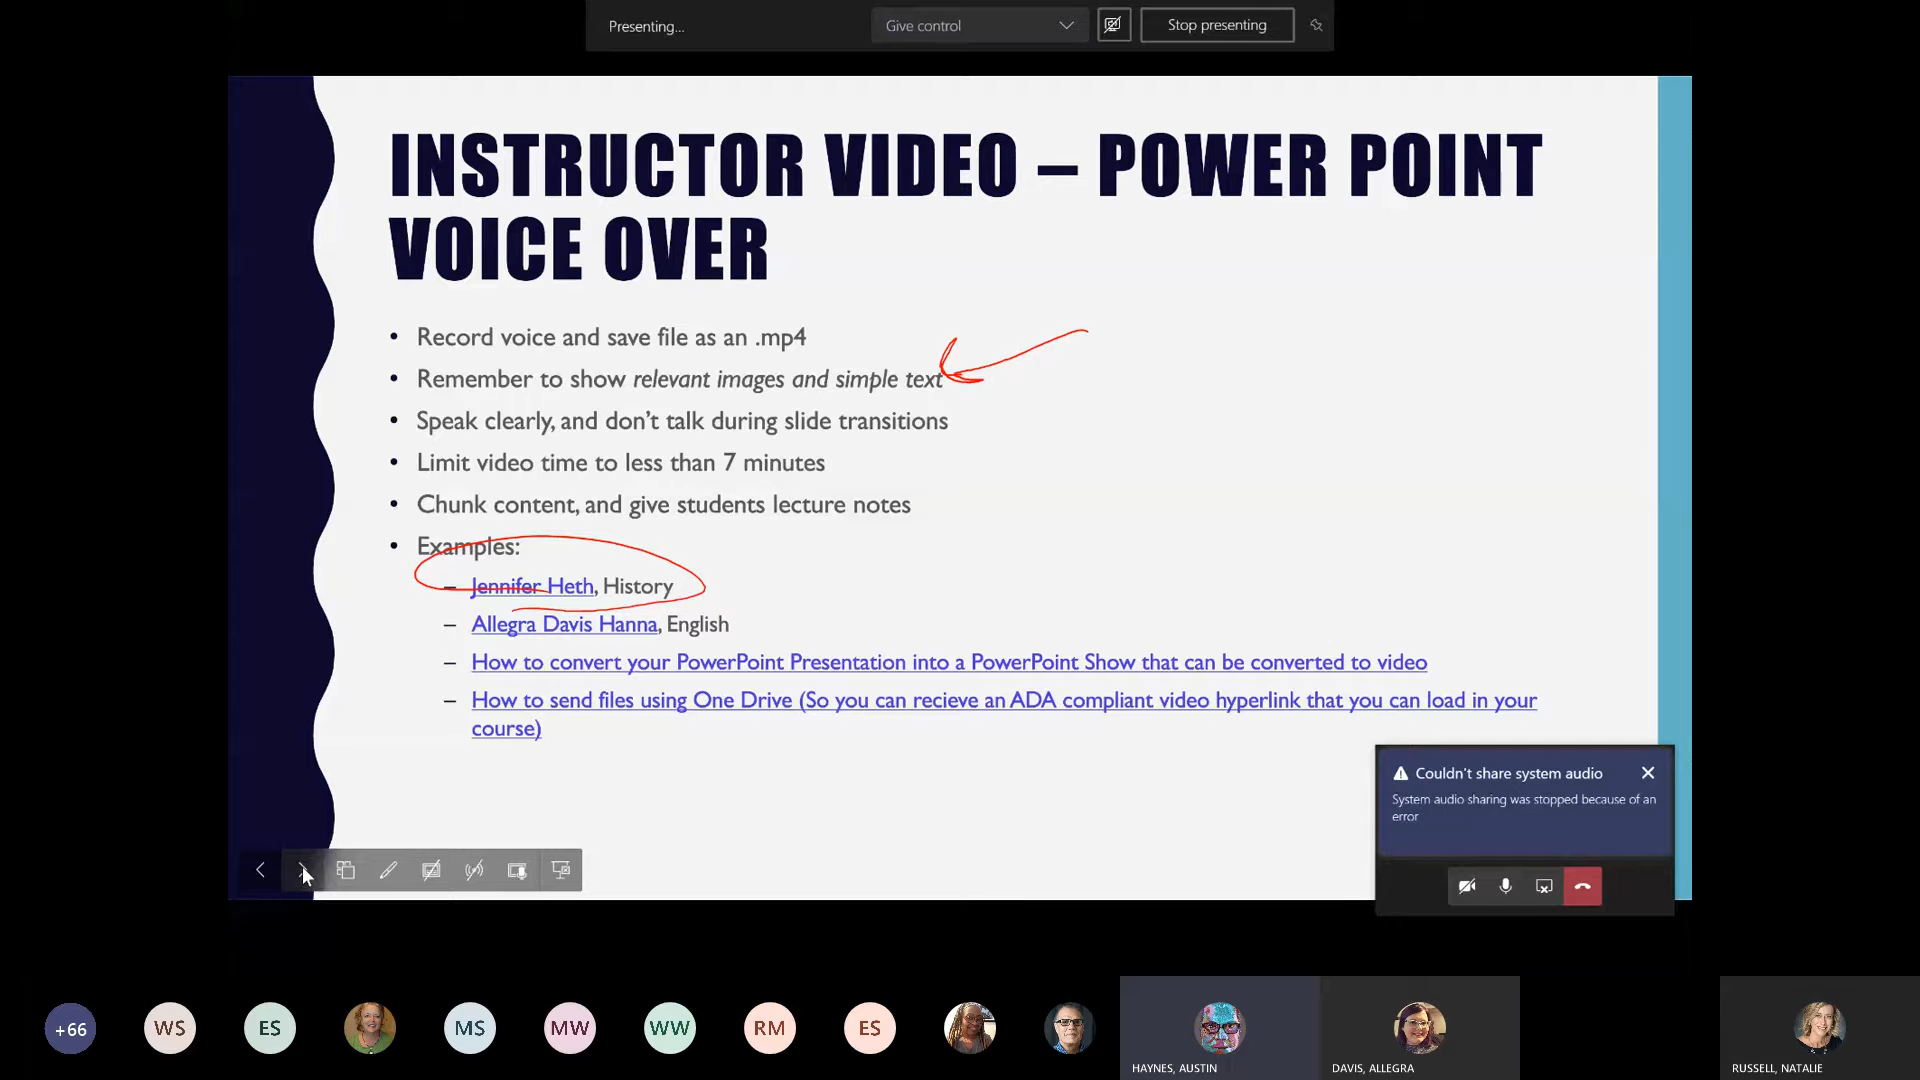 Presenting...
Give control
Stop presenting
INSTRUCTOR VIDEO – POWER POINT
VOICE OVER
• Record voice and save file as an .mp4
• Remember to show relevant images and simple text
• Speak clearly, and don't talk during slide transitions
• Limit video time to less than 7 minutes
• Chunk content, and give students lecture notes
• Examples:
– Jennifer Heth, History
– Allegra Davis Hanna, English
– How to convert your PowerPoint Presentation into a PowerPoint Show that can be converted to video
– How to send files using One Drive (So you can recieve an ADA compliant video hyperlink that you can load in your
course)
Couldn't share system audio
System audio sharing was stopped because of an
error
+66
WS
ES
MS
MW
WW
RM
ES
HAYNES, AUSTIN
DAVIS, ALLEGRA
RUSSELL, NATALIE